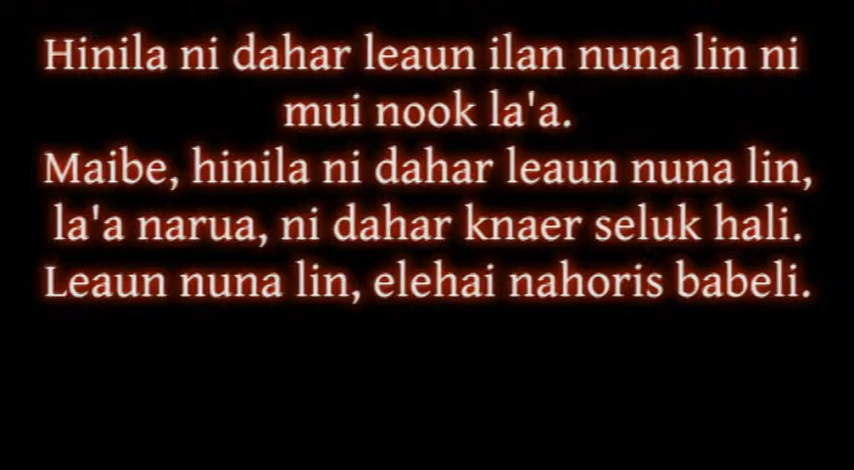 Hinila ni dahar leaun ilan nuna lin ni
mui nook la'a.
Maibe, hinila ni dahar leaun nuna lin,
la'a narua, ni dahar knaer seluk hali.
Leaun nuna lin, elehai nahoris babeli.